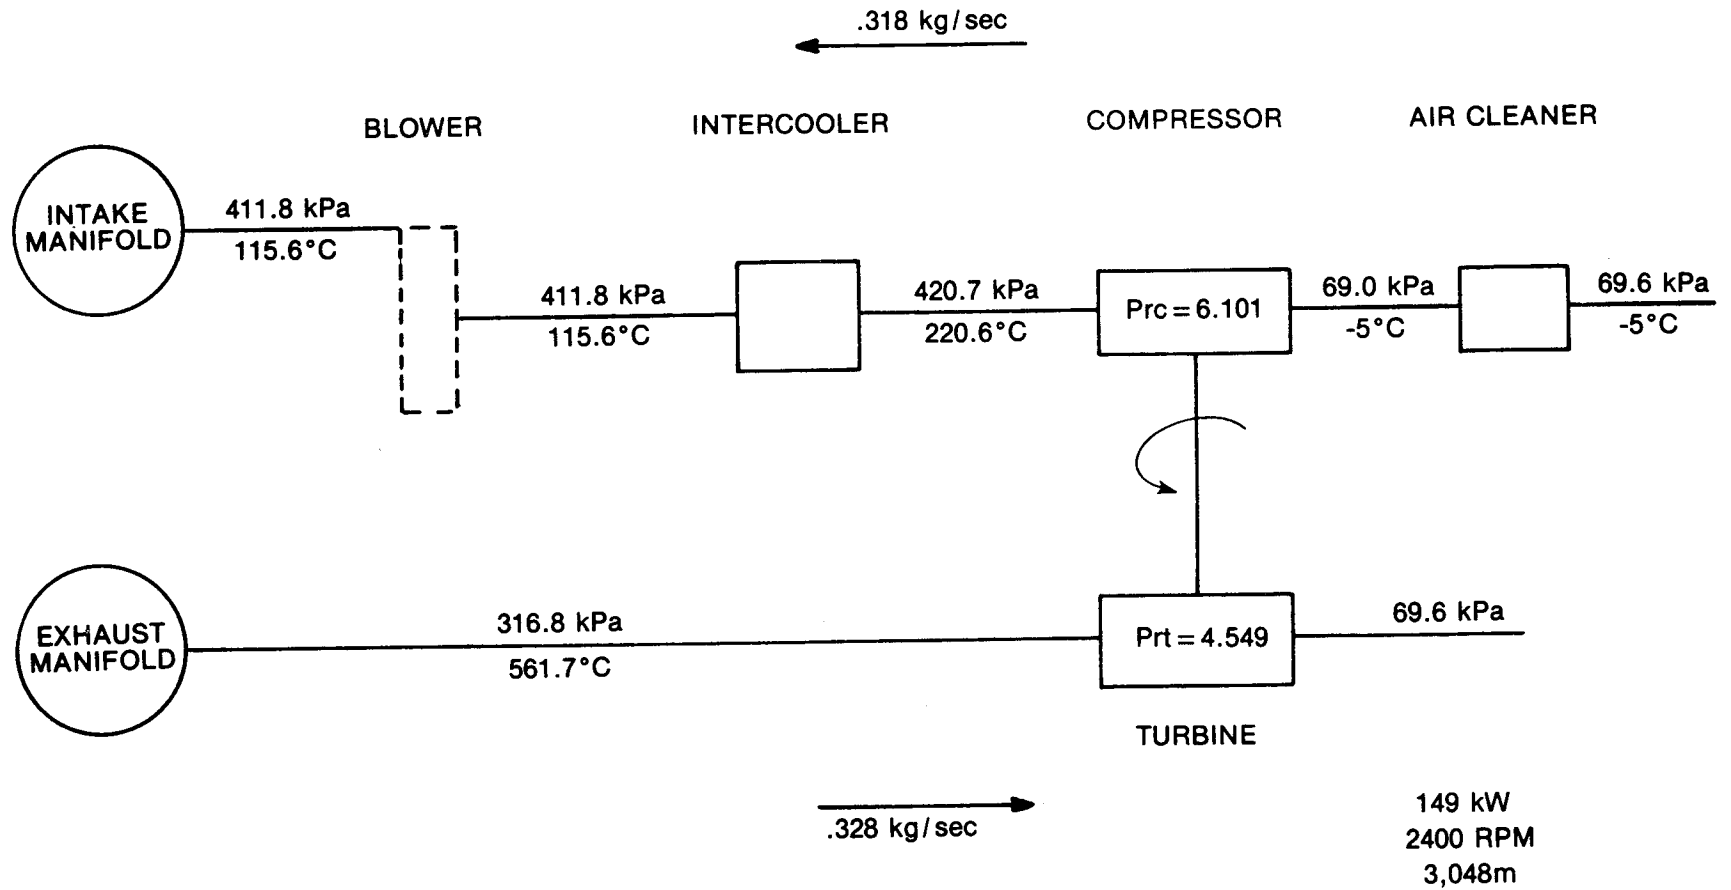 .318 kg/sec
BLOWER
INTERCOOLER
COMPRESSOR
AIR CLEANER
INTAKE
MANIFOLD
411.8 kPa
115.6°C
411.8 kPa
115.6°C
420.7 kPa
220.6°C
Prc = 6.101
69.0 kPa
-5°C
69.6 kPa
-5°C
EXHAUST
MANIFOLD
316.8 kPa
561.7°C
Prt = 4.549
69.6 kPa
TURBINE
.328 kg/sec
149 kW
2400 RPM
3,048m